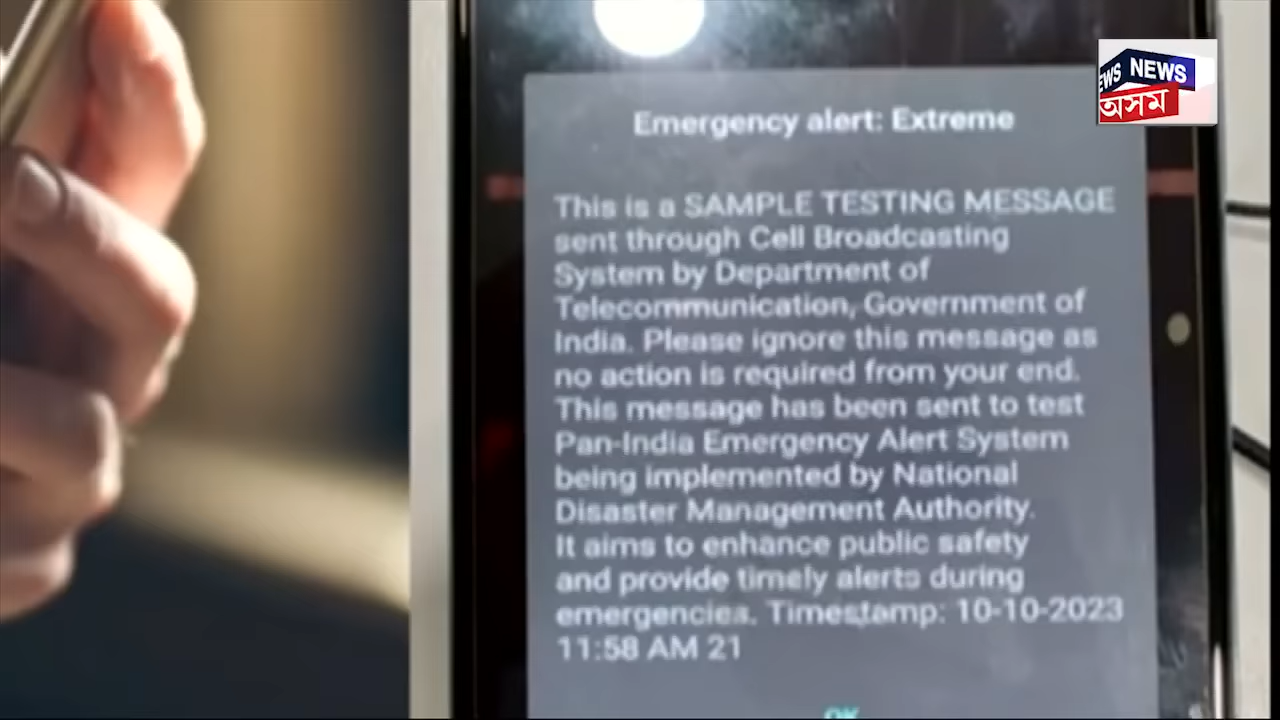 Emergency alert: Extreme
This is a SAMPLE TESTING MESSAGE
sent through Cell Broadcasting
System by Department of
Telecommunication, Government of
India. Please ignore this message as
no action is required from your end.
This message has been sent to test
Pan-India Emergency Alert System
being implemented by National
Disaster Management Authority.
It aims to enhance public safety
and provide timely alerts during
emergencies. Timestamp: 10-10-2023
11:58 AM 21
OK
EWS NEWS
অসম